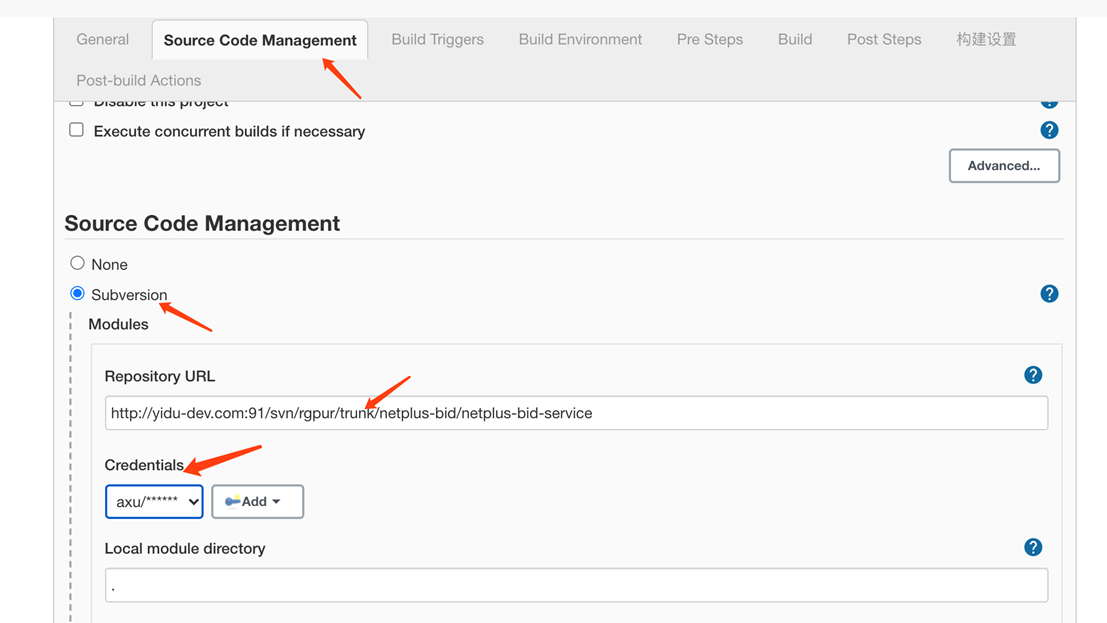 General Source Code Management Build Triggers Build Environment Pre Steps Build Post Steps 构建设置
Post-build Actions
Disable this project
Execute concurrent builds if necessary
Advanced...
Source Code Management
None
Subversion
Modules
Repository URL
http://yidu-dev.com:91/svn/rgpur/trunk/netplus-bid/netplus-bid-service
Credentials
axu/****** Add
Local module directory
.